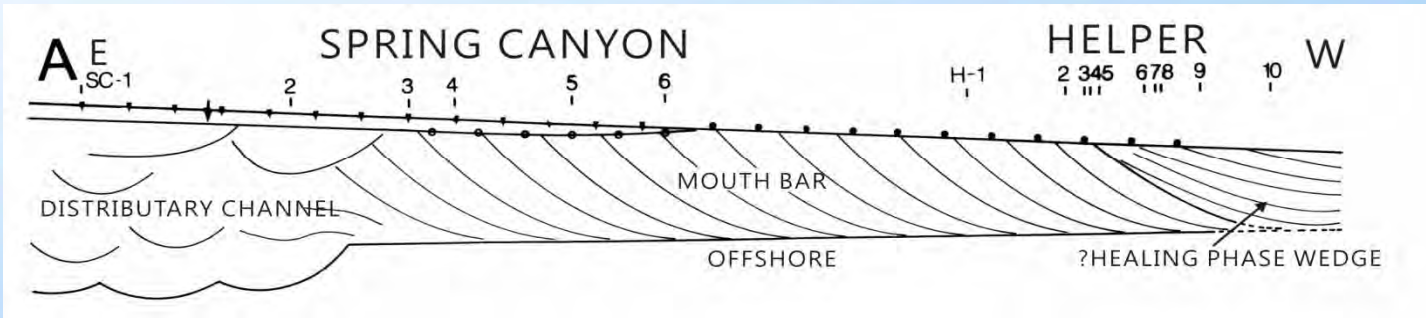 A E SPRING CANYON HELPER W
SC-1 2 3 4 5 6 H-1 2 345 678 9 10
MOUTH BAR
DISTRIBUTARY CHANNEL
OFFSHORE ?HEALING PHASE WEDGE